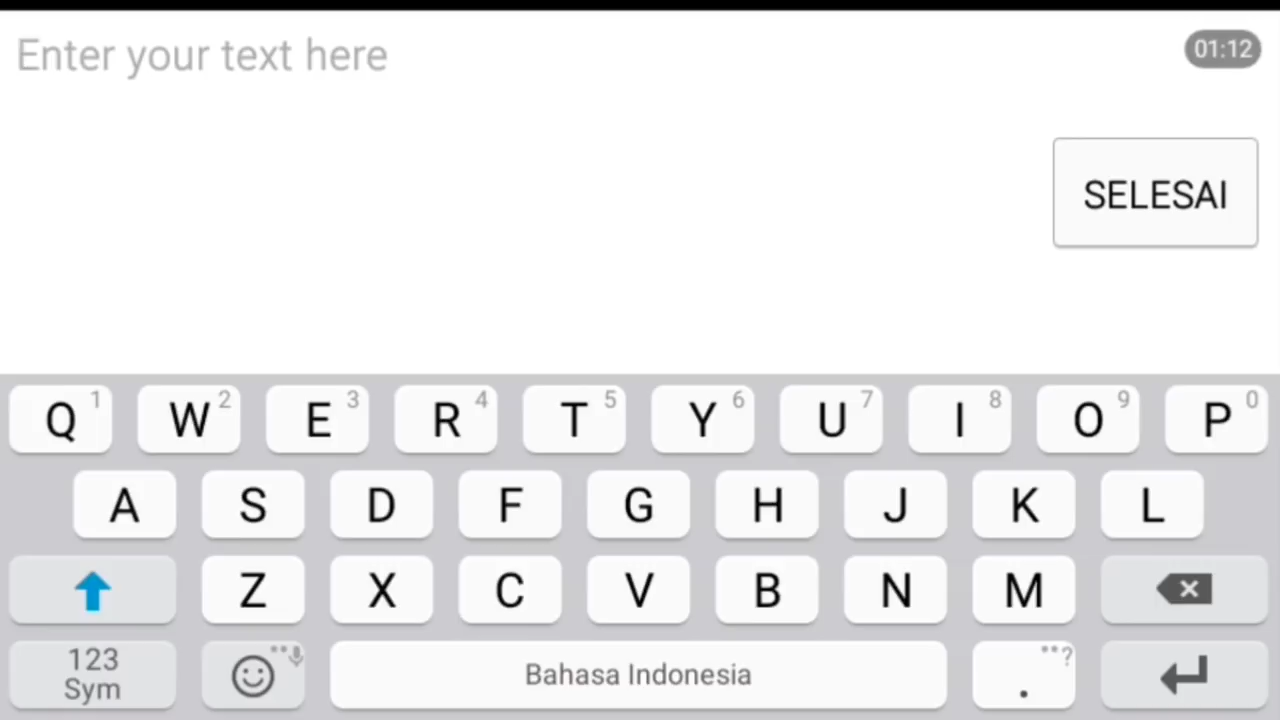 Enter your text here
01:12
SELESAI
Q 1 W 2 E 3 R 4 T 5 Y 6 U 7 I 8 O 9 P 0
A S D F G H J K L
Z X C V B N M
123 Sym Bahasa Indonesia . ?